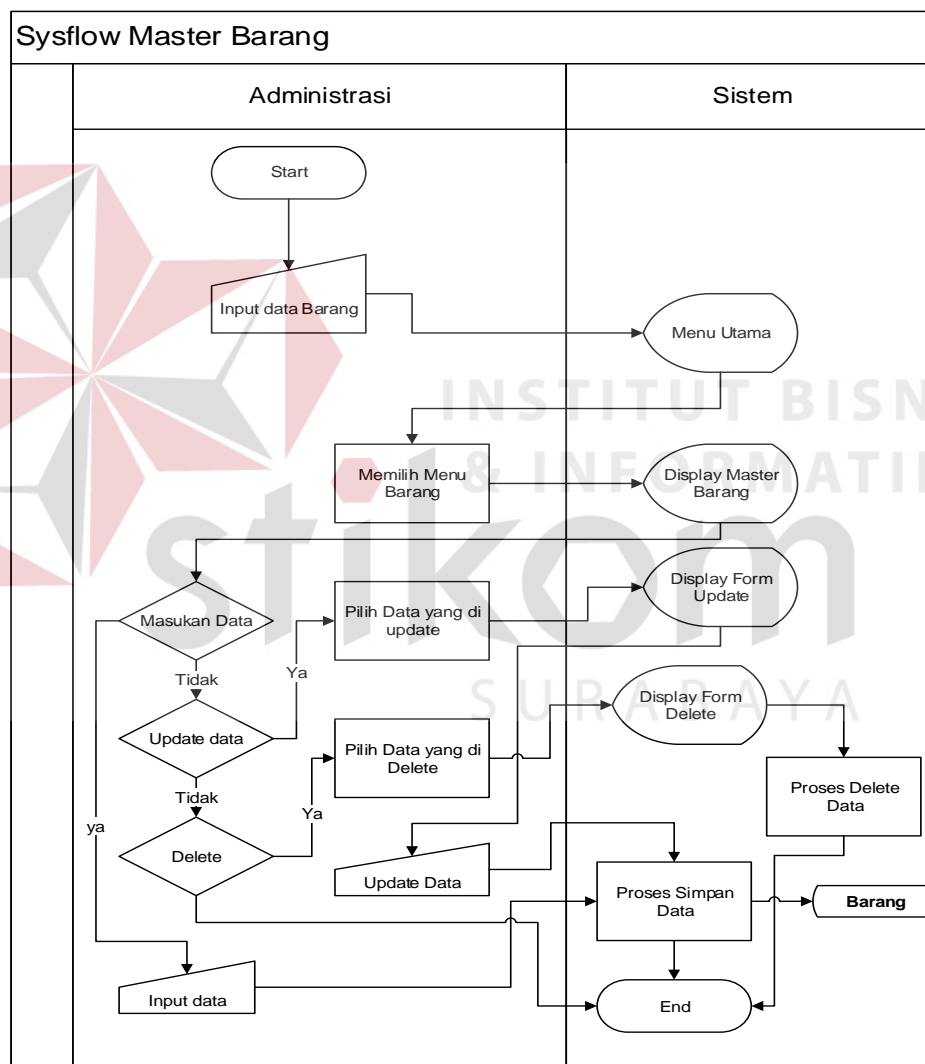 Sysflow Master Barang
Administrasi
Sistem
Start
Input data Barang
Menu Utama
INSTITUT BISN
Memilih Menu
Barang
Display Master
Barang
& INFORMATI
stikom
Masukan Data
Pilih Data yang di
update
Display Form
Update
Tidak
Ya
SURABAYA
Display Form
Delete
Update data
Pilih Data yang di
Delete
Proses Delete
Data
Tidak
Ya
ya
Delete
Update Data
Proses Simpan
Data
Barang
Input data
End